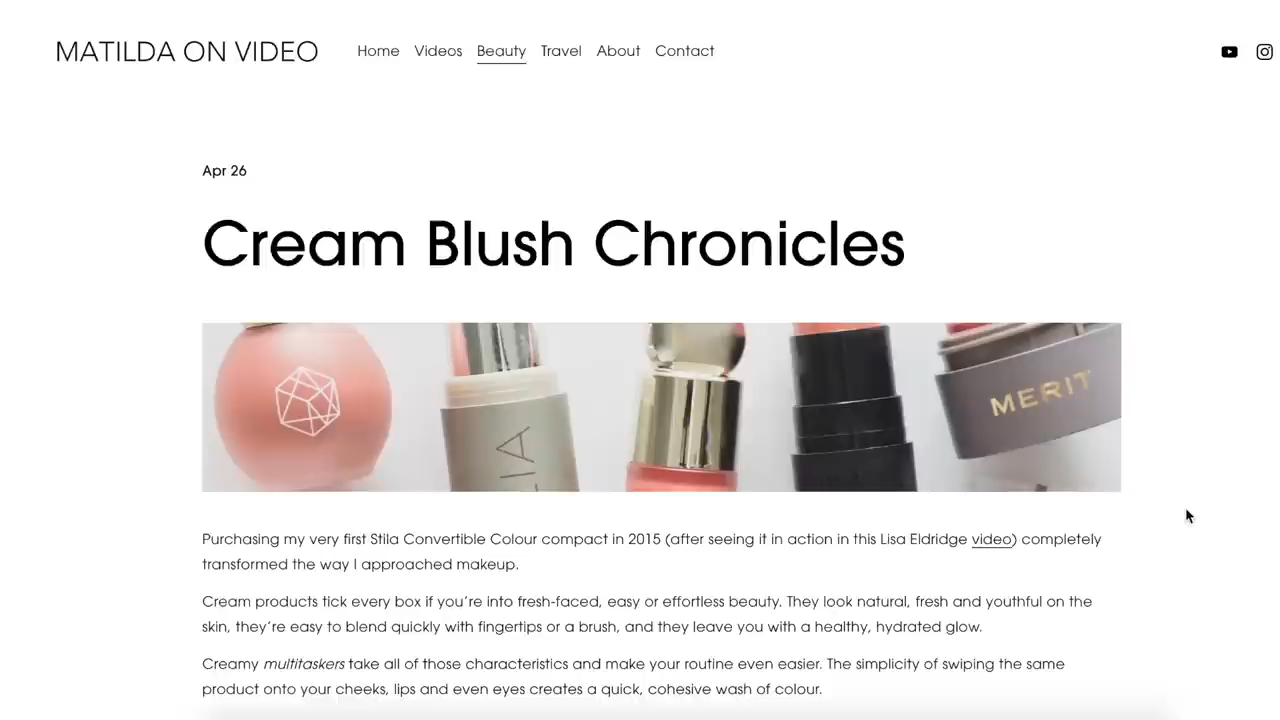 MATILDA ON VIDEO
Home Videos Beauty Travel About Contact
Apr 26
Cream Blush Chronicles
LIA
MERIT
Purchasing my very first Stila Convertible Colour compact in 2015 (after seeing it in action in this Lisa Eldridge video) completely
transformed the way I approached makeup.
Cream products tick every box if you’re into fresh-faced, easy or effortless beauty. They look natural, fresh and youthful on the
skin, they’re easy to blend quickly with fingertips or a brush, and they leave you with a healthy, hydrated glow.
Creamy multitaskers take all of those characteristics and make your routine even easier. The simplicity of swiping the same
product onto your cheeks, lips and even eyes creates a quick, cohesive wash of colour.